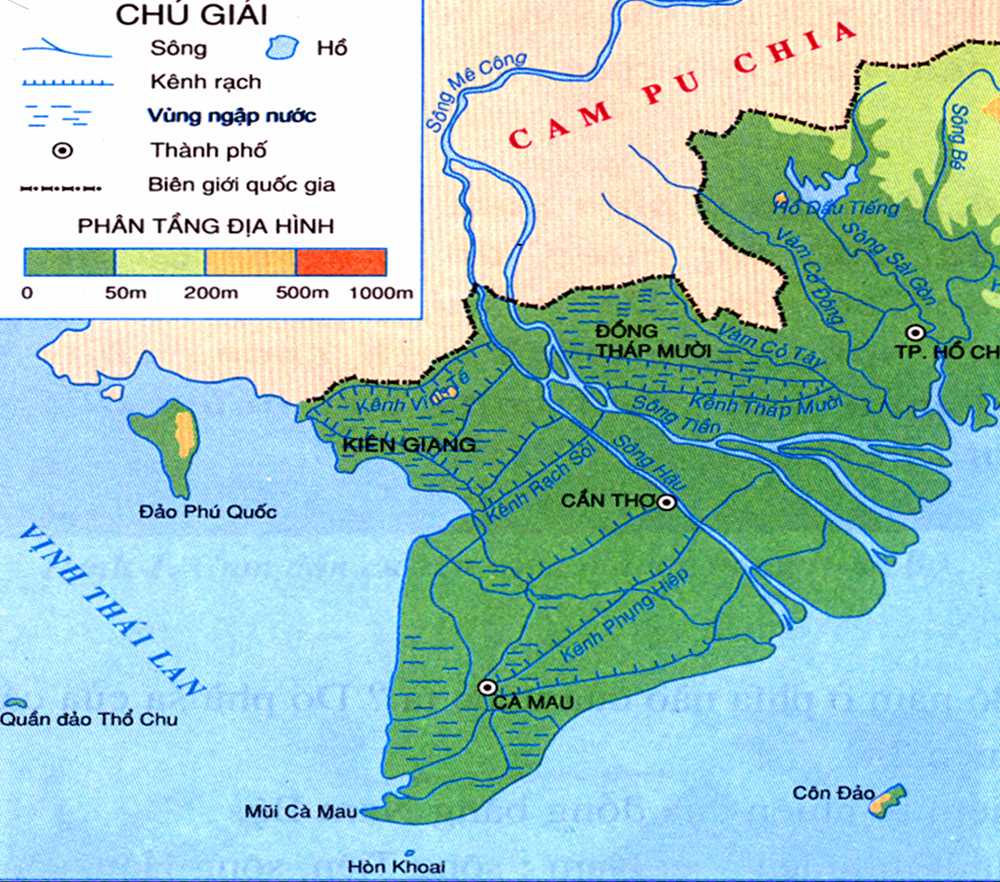 CHÚ GIẢI
Sông
Hồ
Kênh rạch
Vùng ngập nước
Thành phố
Biên giới quốc gia
PHÂN TẦNG ĐỊA HÌNH
0 50m 200m 500m 1000m
Sông Mê Công
CAM PU CHIA
Sông Bé
Hồ Dầu Tiếng
Sông Sài Gòn
Vàm Cỏ Đông
ĐỒNG
THÁP MƯỜI
Vàm Cỏ Tây
TP. HỒ CH
Kênh Vĩnh Tế
Kênh Tháp Mười
Sông Tiền
KIÊN GIANG
Sông Hậu
Kênh Rạch Sỏi
CẦN THƠ
Đảo Phú Quốc
VỊNH THÁI LAN
Kênh Phụng Hiệp
CÀ MAU
Quần đảo Thổ Chu
Côn Đảo
Mũi Cà Mau
Hòn Khoai